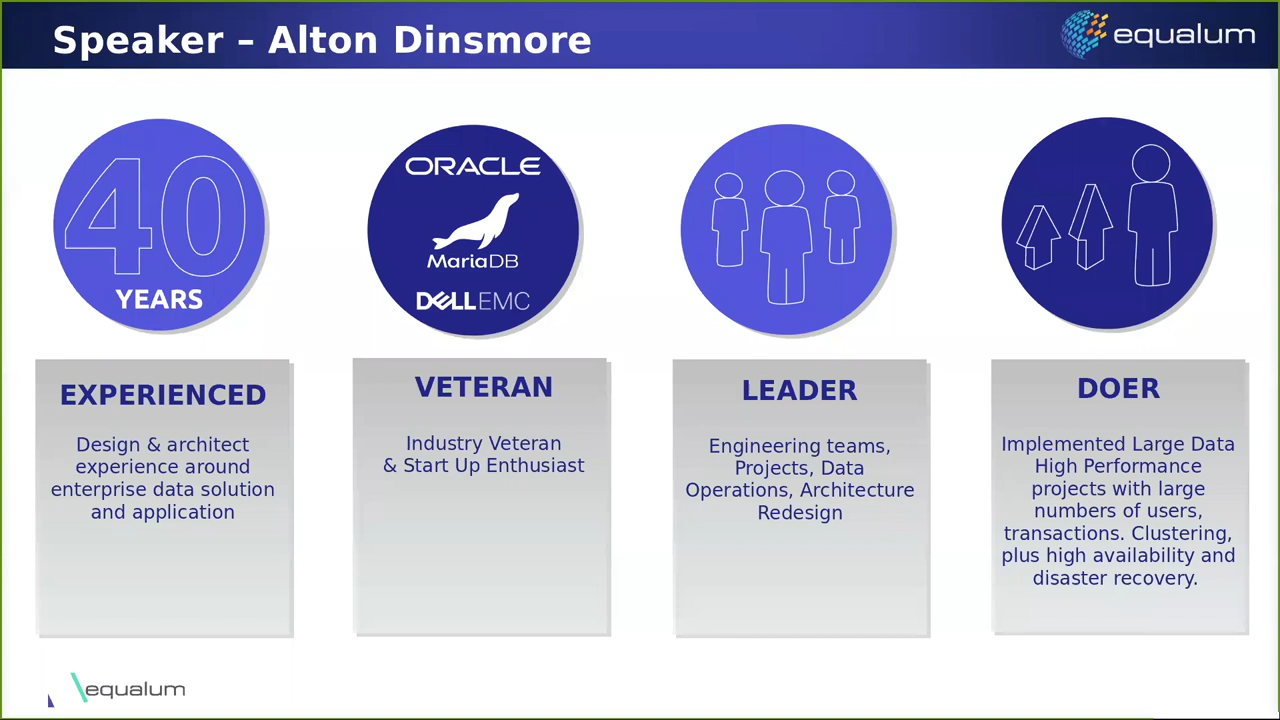 Speaker – Alton Dinsmore
equalum
40
YEARS
ORACLE
MariaDB
DELLEMC
EXPERIENCED
Design & architect
experience around
enterprise data solution
and application
VETERAN
Industry Veteran
& Start Up Enthusiast
LEADER
Engineering teams,
Projects, Data
Operations, Architecture
Redesign
DOER
Implemented Large Data
High Performance
projects with large
numbers of users,
transactions. Clustering,
plus high availability and
disaster recovery.
equalum